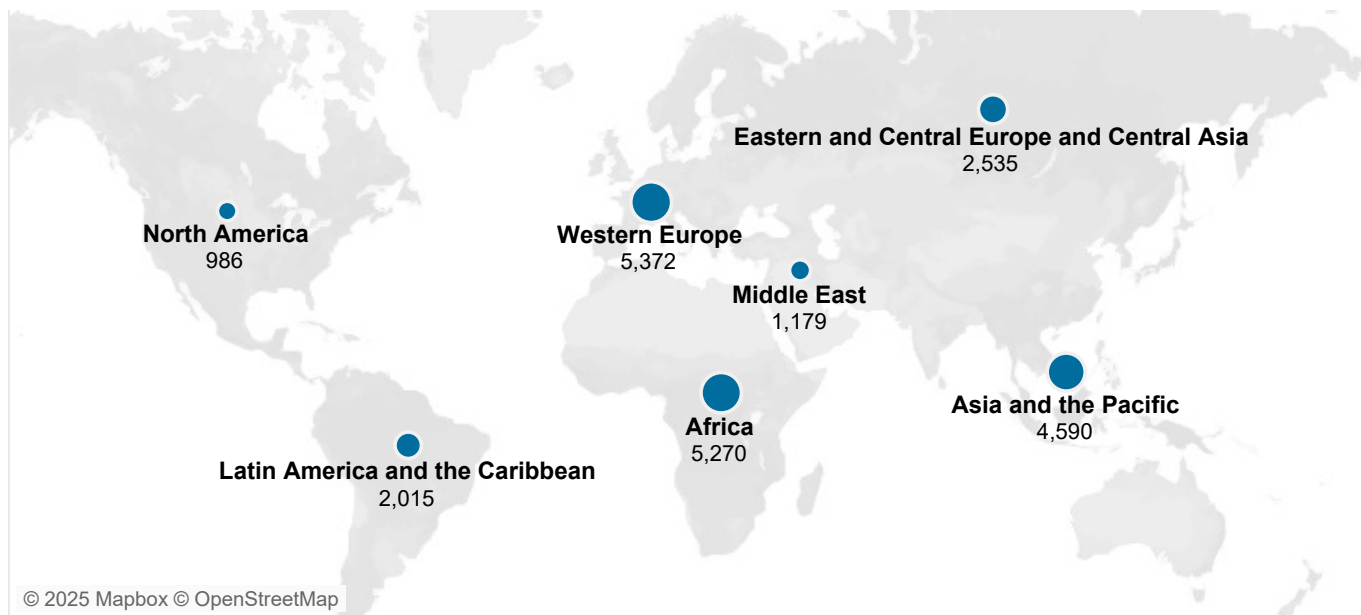 Eastern and Central Europe and Central Asia
2,535
North America
986
Western Europe
5,372
Middle East
1,179
Asia and the Pacific
4,590
Africa
5,270
Latin America and the Caribbean
2,015
© 2025 Mapbox © OpenStreetMap